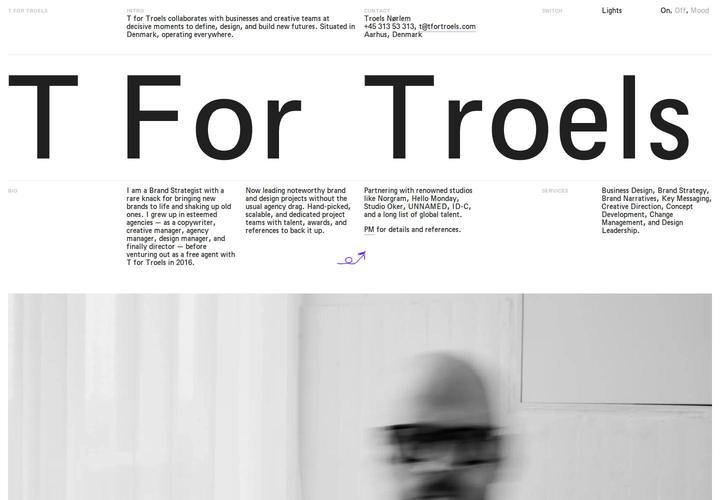 T FOR TROELS
INTRO
T for Troels collaborates with businesses and creative teams at
decisive moments to define, design, and build new futures. Situated in
Denmark, operating everywhere.
CONTACT
Troels Nørlem
+45 313 53 313, t@tfortroels.com
Aarhus, Denmark
SWITCH
Lights
On, Off, Mood
T For Troels
BIO
I am a Brand Strategist with a
rare knack for bringing new
brands to life and shaking up old
ones. I grew up in esteemed
agencies — as a copywriter,
creative manager, agency
manager, design manager, and
finally director — before
venturing out as a free agent with
T for Troels in 2016.
Now leading noteworthy brand
and design projects without the
usual agency drag. Hand-picked,
scalable, and dedicated project
teams with talent, awards, and
references to back it up.
Partnering with renowned studios
like Norgram, Hello Monday,
Studio Oker, UNNAMED, ID-C,
and a long list of global talent.
PM for details and references.
SERVICES
Business Design, Brand Strategy,
Brand Narratives, Key Messaging,
Creative Direction, Concept
Development, Change
Management, and Design
Leadership.